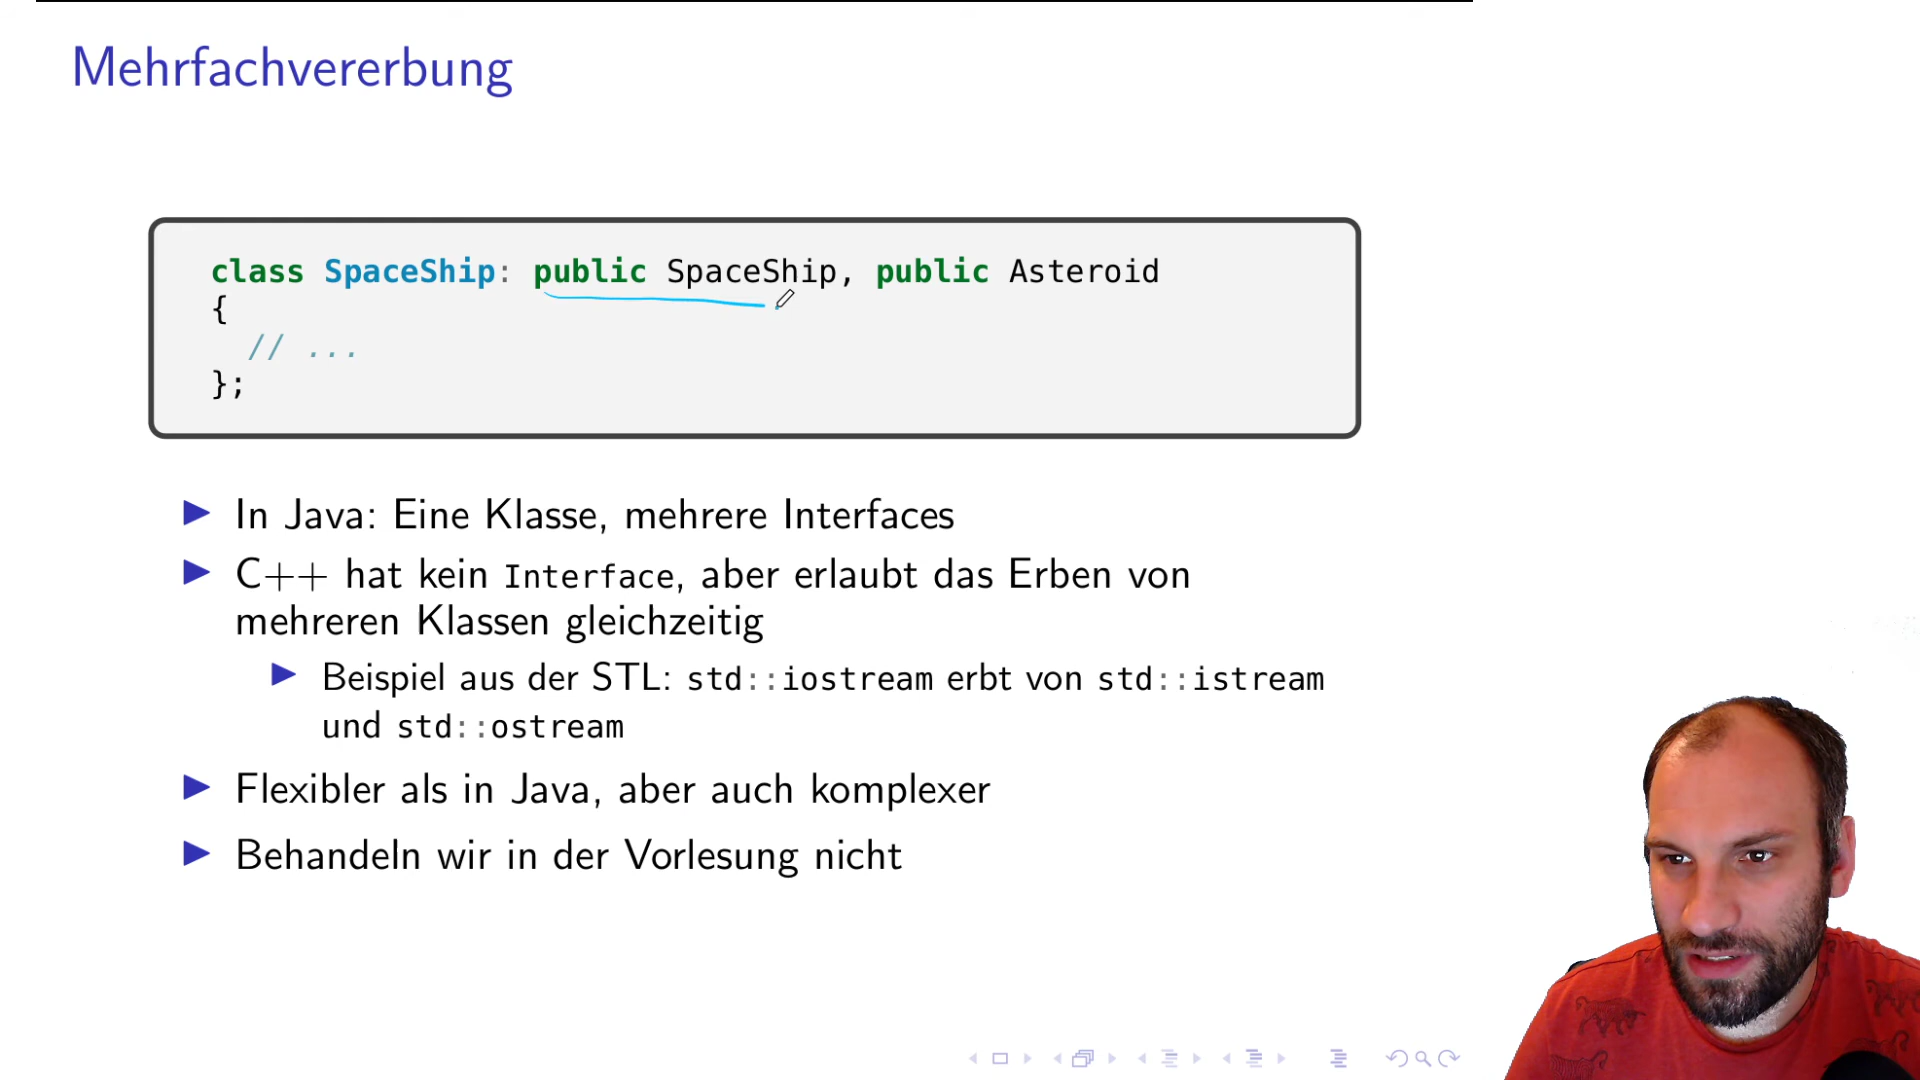 Mehrfachvererbung
class SpaceShip: public SpaceShip, public Asteroid
{
// ...
};
In Java: Eine Klasse, mehrere Interfaces
C++ hat kein Interface, aber erlaubt das Erben von
mehreren Klassen gleichzeitig
Beispiel aus der STL: std::iostream erbt von std::istream
und std::ostream
Flexibler als in Java, aber auch komplexer
Behandeln wir in der Vorlesung nicht